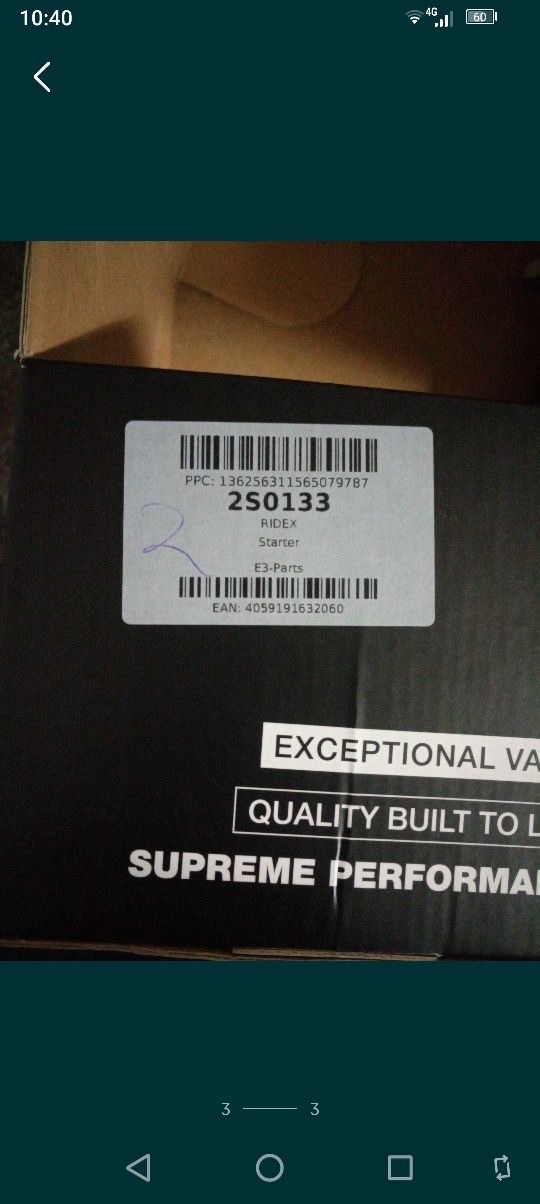 10:40
4G
60
PPC: 136256311565079787
2S0133
RIDEX
Starter
E3-Parts
EAN: 4059191632060
2
EXCEPTIONAL VA
QUALITY BUILT TO L
SUPREME PERFORMA
3
3